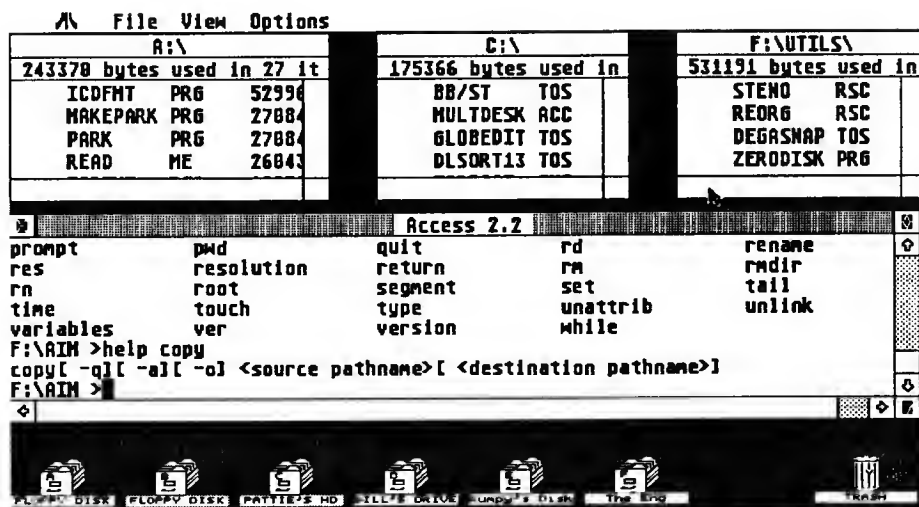 File View Options
A:\ C:\ F:\UTILS\
243370 bytes used in 27 it 175366 bytes used in 531191 bytes used in
ICDFMT PRG 52996 BB/ST TOS STENO RSC
MAKEPARK PRG 27084 MULTDESK ACC REORG RSC
PARK PRG 27084 GLOBEDIT TOS DEGASNAP TOS
READ ME 26843 DLSORT13 TOS ZERODISK PRG
Access 2.2
prompt pwd quit rd rename
res resolution return rm rmdir
rn root segment set tail
time touch type unattrib unlink
variables ver version while
F:\AIM >help copy
copy[ -q][ -a][ -o] <source pathname>[ <destination pathname>]
F:\AIM >
FLOPPY DISK FLOPPY DISK PATTIE'S HD BILL'S DRIVE The End TRASH